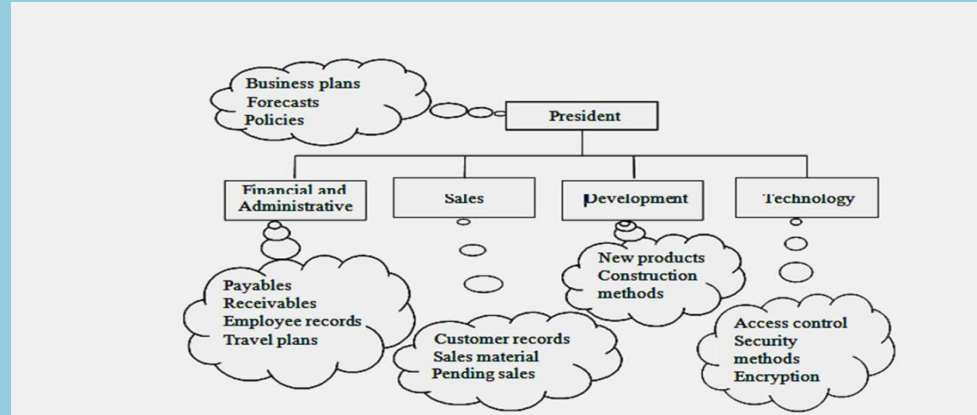 Business plans
Forecasts
Policies
President
Financial and
Administrative
Sales
Development
Technology
Payables
Receivables
Employee records
Travel plans
Customer records
Sales material
Pending sales
New products
Construction
methods
Access control
Security
methods
Encryption